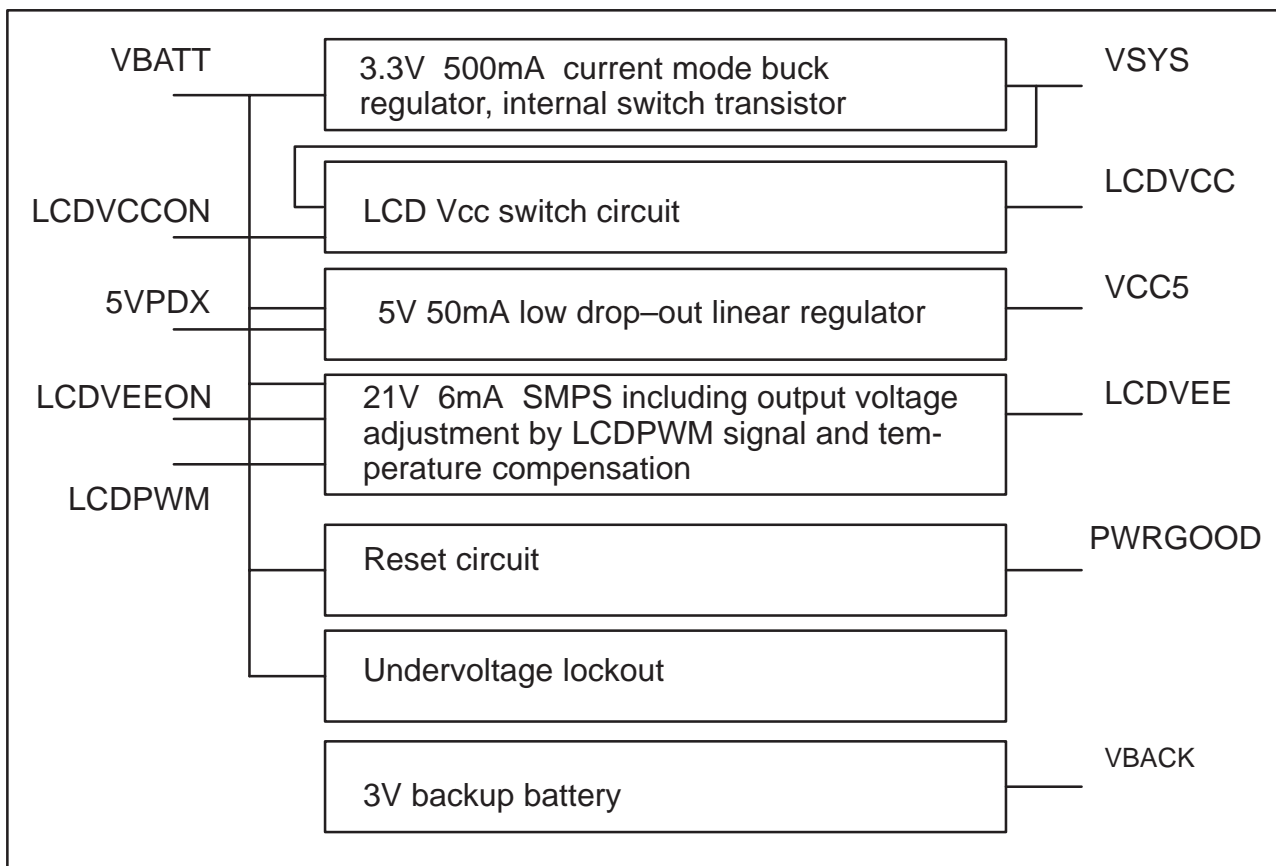 VBATT
3.3V 500mA current mode buck
regulator, internal switch transistor
VSYS
LCDVCCON
LCD Vcc switch circuit
LCDVCC
5VPDX
5V 50mA low drop–out linear regulator
VCC5
LCDVEEON
LCDPWM
21V 6mA SMPS including output voltage
adjustment by LCDPWM signal and tem-
perature compensation
LCDVEE
Reset circuit
PWRGOOD
Undervoltage lockout
3V backup battery
VBACK